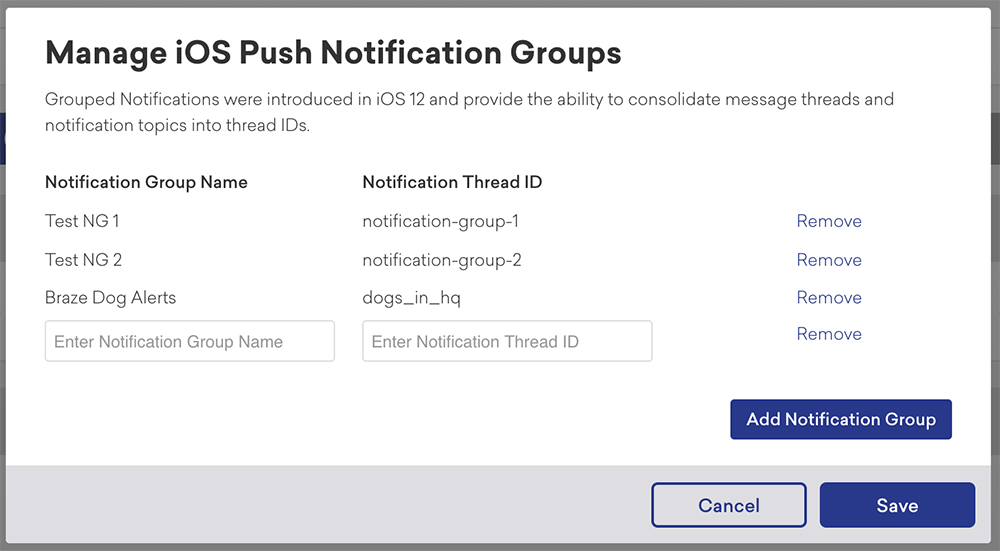 Manage iOS Push Notification Groups
Grouped Notifications were introduced in iOS 12 and provide the ability to consolidate message threads and
notification topics into thread IDs.
Notification Group Name Notification Thread ID
Test NG 1 notification-group-1 Remove
Test NG 2 notification-group-2 Remove
Braze Dog Alerts dogs_in_hq Remove
Enter Notification Group Name Enter Notification Thread ID Remove
Add Notification Group
Cancel Save